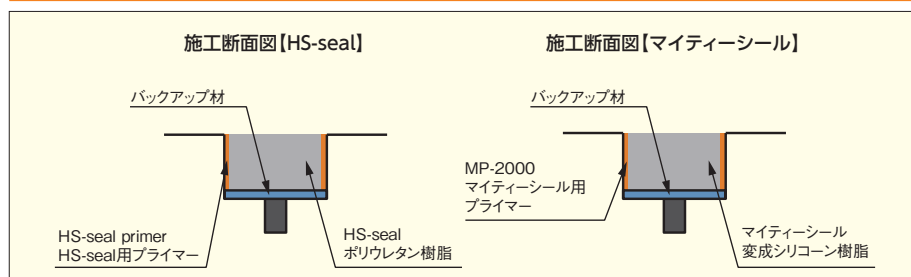 施工断面図【HS-seal】
バックアップ材
HS-seal primer
HS-seal用プライマー
HS-seal
ポリウレタン樹脂
施工断面図【マイティーシール】
バックアップ材
MP-2000
マイティーシール用
プライマー
マイティーシール
変成シリコーン樹脂